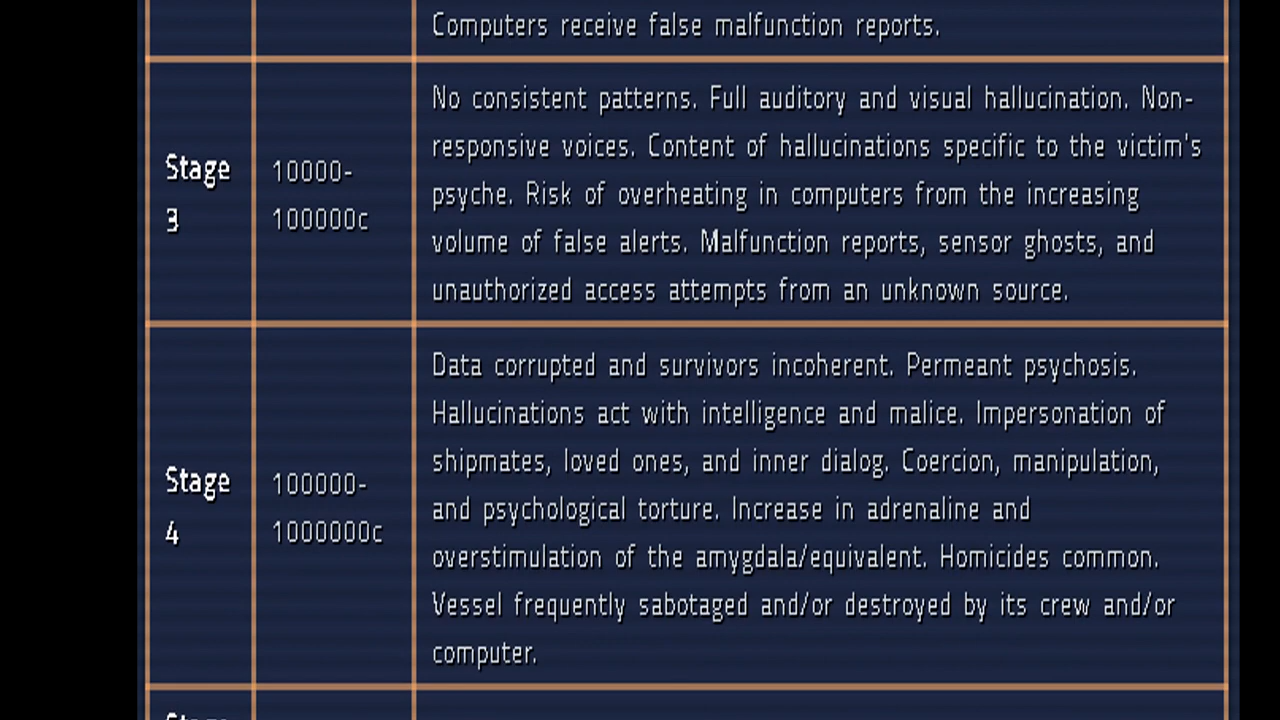 Computers receive false malfunction reports.
Stage
3
10000-
100000c
No consistent patterns. Full auditory and visual hallucination. Non-
responsive voices. Content of hallucinations specific to the victim's
psyche. Risk of overheating in computers from the increasing
volume of false alerts. Malfunction reports, sensor ghosts, and
unauthorized access attempts from an unknown source.
Stage
4
100000-
1000000c
Data corrupted and survivors incoherent. Permeant psychosis.
Hallucinations act with intelligence and malice. Impersonation of
shipmates, loved ones, and inner dialog. Coercion, manipulation,
and psychological torture. Increase in adrenaline and
overstimulation of the amygdala/equivalent. Homicides common.
Vessel frequently sabotaged and/or destroyed by its crew and/or
computer.
Stage